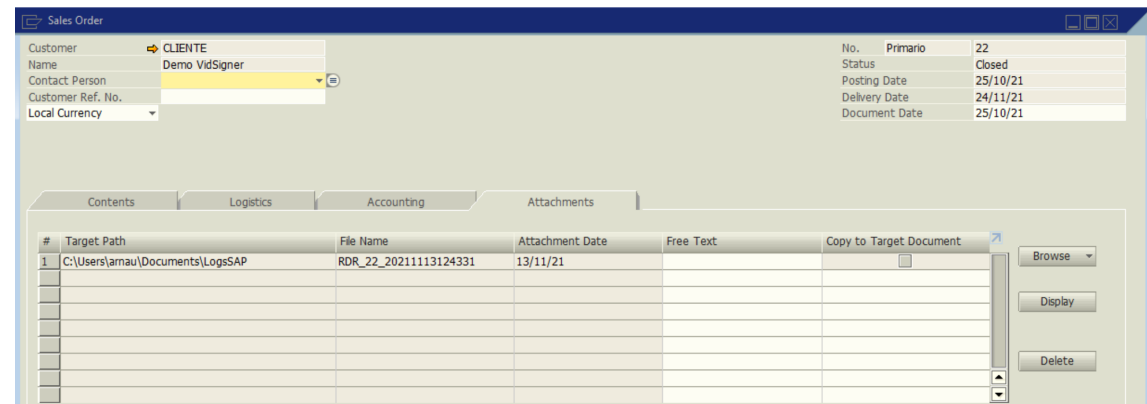 Sales Order
Customer CLIENTE
Name Demo VidSigner
Contact Person
Customer Ref. No.
Local Currency
No. Primario 22
Status Closed
Posting Date 25/10/21
Delivery Date 24/11/21
Document Date 25/10/21
Contents Logistics Accounting Attachments
# Target Path File Name Attachment Date Free Text Copy to Target Document
1 C:\Users\arnau\Documents\LogsSAP RDR_22_20211113124331 13/11/21
Browse
Display
Delete